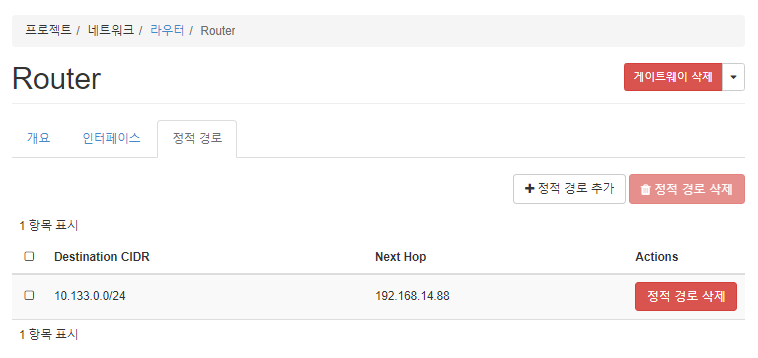 프로젝트 / 네트워크 / 라우터 / Router
Router
게이트웨이 삭제
개요 인터페이스 정적 경로
정적 경로 추가 정적 경로 삭제
1 항목 표시
Destination CIDR Next Hop Actions
10.133.0.0/24 192.168.14.88 정적 경로 삭제
1 항목 표시